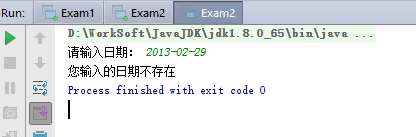 Run: Exam1 Exam2 Exam2
D:\WorkSoft\JavaJDK\jdk1.8.0_65\bin\java ...
请输入日期： 2013-02-29
您输入的日期不存在
Process finished with exit code 0